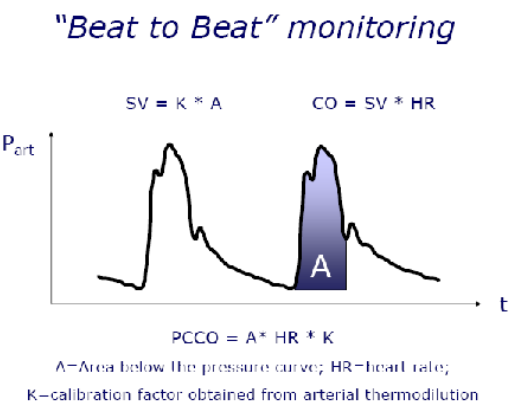 “Beat to Beat” monitoring
SV = K * A
CO = SV * HR
Part
A
t
PCCO = A* HR * K
A=Area below the pressure curve; HR=heart rate;
K=calibration factor obtained from arterial thermodilution